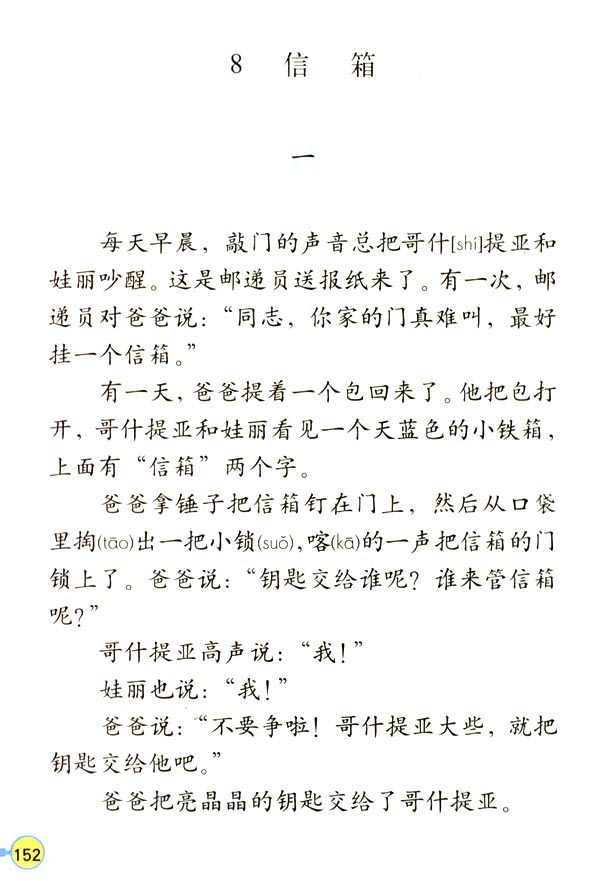 8 信 箱
一
每天早晨，敲门的声音总把哥什[shí]提亚和
娃丽吵醒。这是邮递员送报纸来了。有一次，邮
递员对爸爸说：“同志，你家的门真难叫，最好
挂一个信箱。”
有一天，爸爸提着一个包回来了。他把包打
开，哥什提亚和娃丽看见一个天蓝色的小铁箱，
上面有“信箱”两个字。
爸爸拿锤子把信箱钉在门上，然后从口袋
里掏(tāo)出一把小锁(suǒ)，喀(kā)的一声把信箱的门
锁上了。爸爸说：“钥匙交给谁呢？谁来管信箱
呢？”
哥什提亚高声说：“我！”
娃丽也说：“我！”
爸爸说：“不要争啦！哥什提亚大些，就把
钥匙交给他吧。”
爸爸把亮晶晶的钥匙交给了哥什提亚。
152